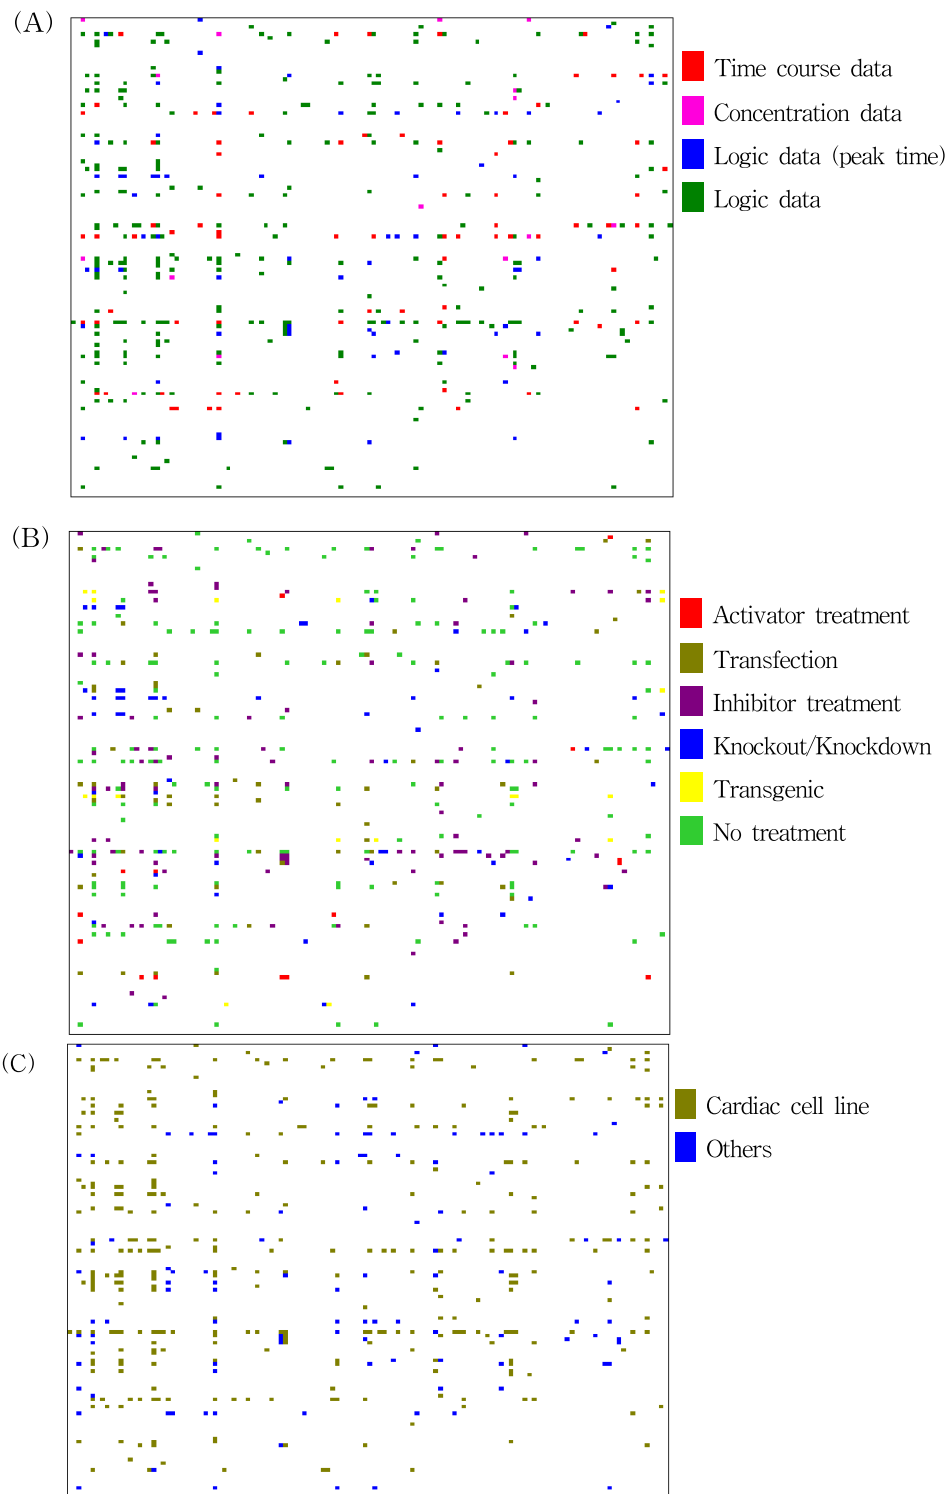 (A)
Time course data
Concentration data
Logic data (peak time)
Logic data
(B)
Activator treatment
Transfection
Inhibitor treatment
Knockout/Knockdown
Transgenic
No treatment
(C)
Cardiac cell line
Others